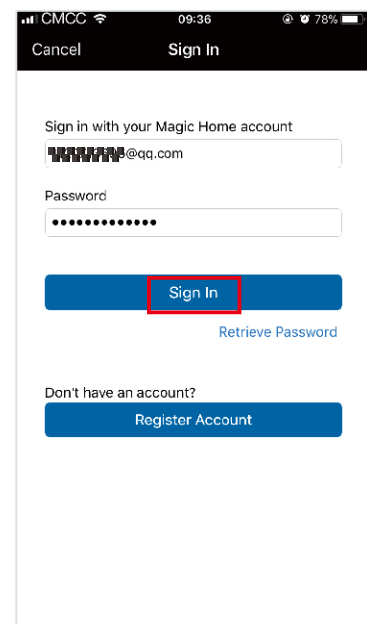 CMCC 09:36 78%
Cancel Sign In
Sign in with your Magic Home account
@qq.com
Password
Sign In
Retrieve Password
Don't have an account?
Register Account